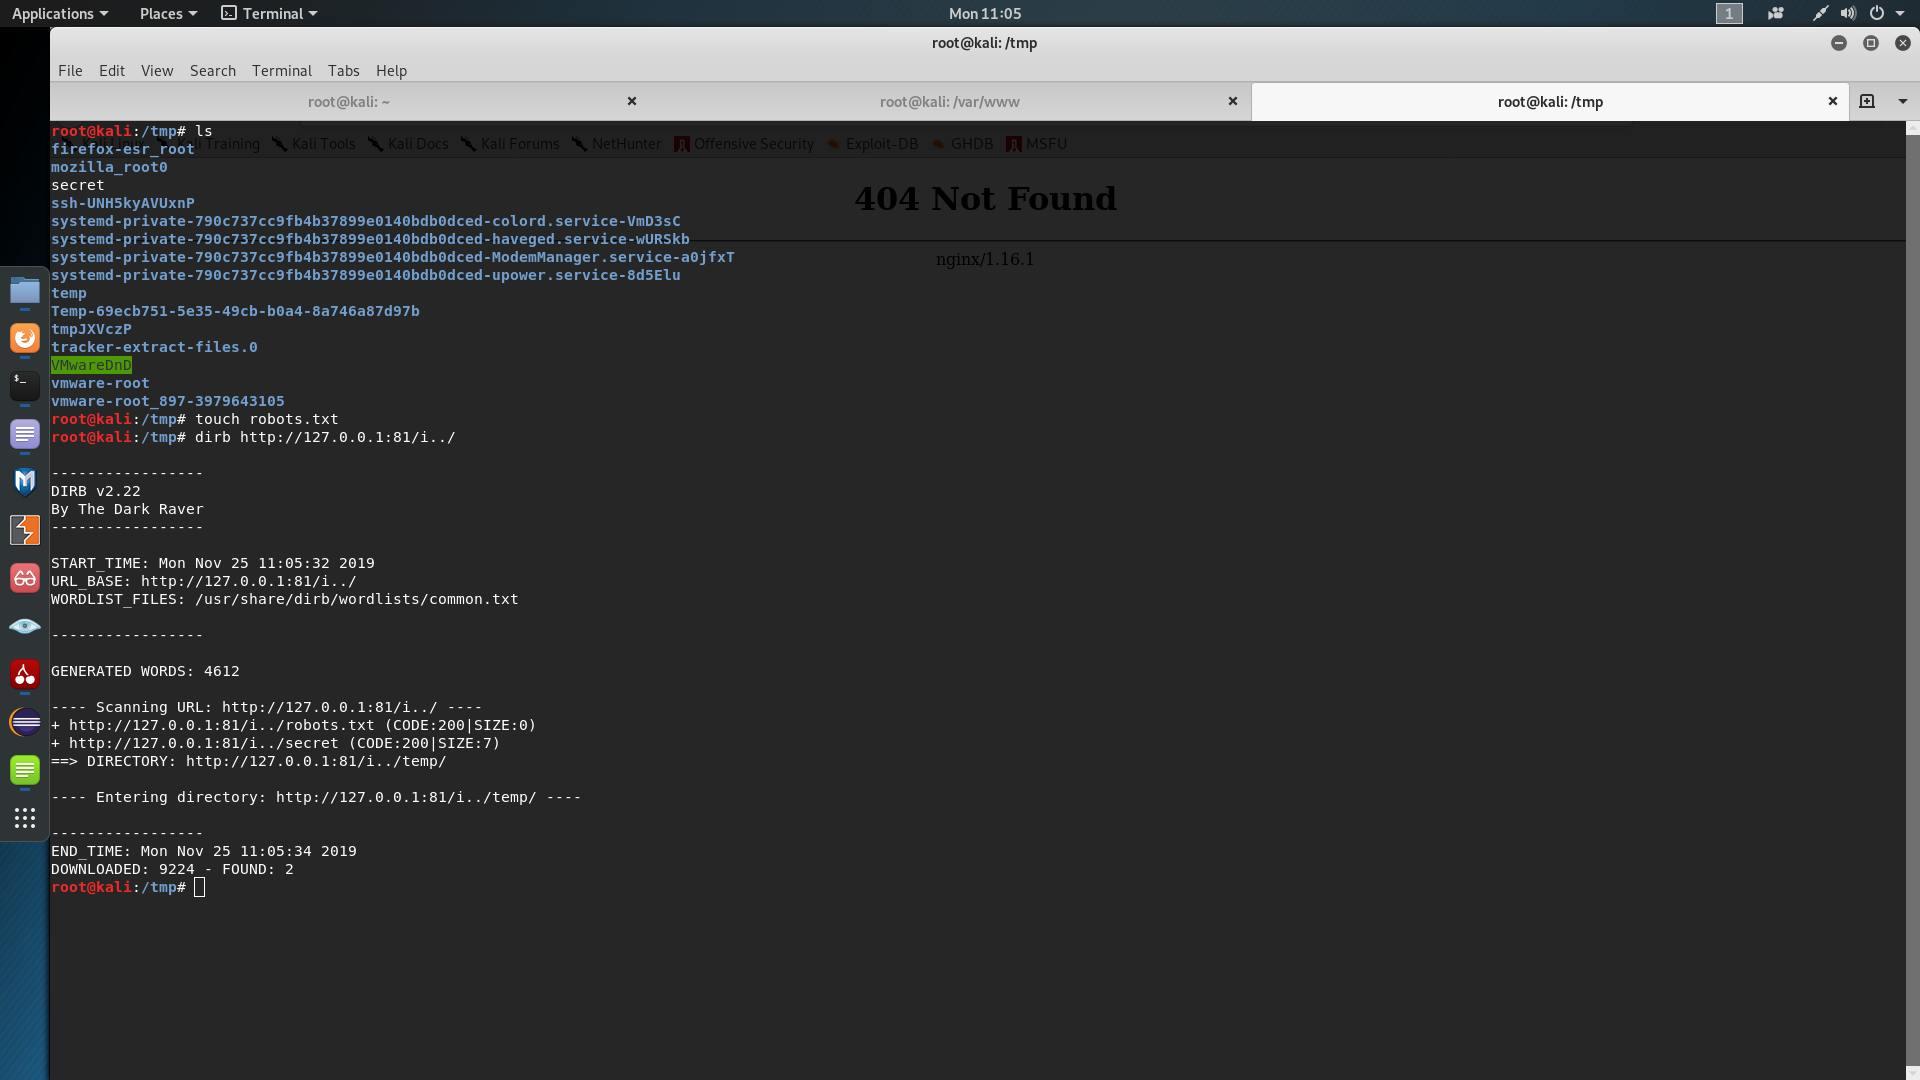 Applications Places Terminal Mon 11:05 1
root@kali: /tmp
File Edit View Search Terminal Tabs Help
root@kali: ~ root@kali: /var/www root@kali: /tmp
root@kali:/tmp# ls
Kali Training Kali Tools Kali Docs Kali Forums NetHunter Offensive Security Exploit-DB GHDB MSFU
firefox-esr_root
mozilla_root0
secret
404 Not Found
ssh-UNH5kyAVUxnP
systemd-private-790c737cc9fb4b37899e0140bdb0dced-colord.service-VmD3sC
systemd-private-790c737cc9fb4b37899e0140bdb0dced-haveged.service-wURSkb
systemd-private-790c737cc9fb4b37899e0140bdb0dced-ModemManager.service-a0jfxT
nginx/1.16.1
systemd-private-790c737cc9fb4b37899e0140bdb0dced-upower.service-8d5Elu
temp
Temp-69ecb751-5e35-49cb-b0a4-8a746a87d97b
tmpJXVczP
tracker-extract-files.0
VMwareDnD
vmware-root
vmware-root_897-3979643105
root@kali:/tmp# touch robots.txt
root@kali:/tmp# dirb http://127.0.0.1:81/i../
-----------------
DIRB v2.22
By The Dark Raver
-----------------
START_TIME: Mon Nov 25 11:05:32 2019
URL_BASE: http://127.0.0.1:81/i../
WORDLIST_FILES: /usr/share/dirb/wordlists/common.txt
-----------------
GENERATED WORDS: 4612
---- Scanning URL: http://127.0.0.1:81/i../ ----
+ http://127.0.0.1:81/i../robots.txt (CODE:200|SIZE:0)
+ http://127.0.0.1:81/i../secret (CODE:200|SIZE:7)
==> DIRECTORY: http://127.0.0.1:81/i../temp/
---- Entering directory: http://127.0.0.1:81/i../temp/ ----
-----------------
END_TIME: Mon Nov 25 11:05:34 2019
DOWNLOADED: 9224 - FOUND: 2
root@kali:/tmp#